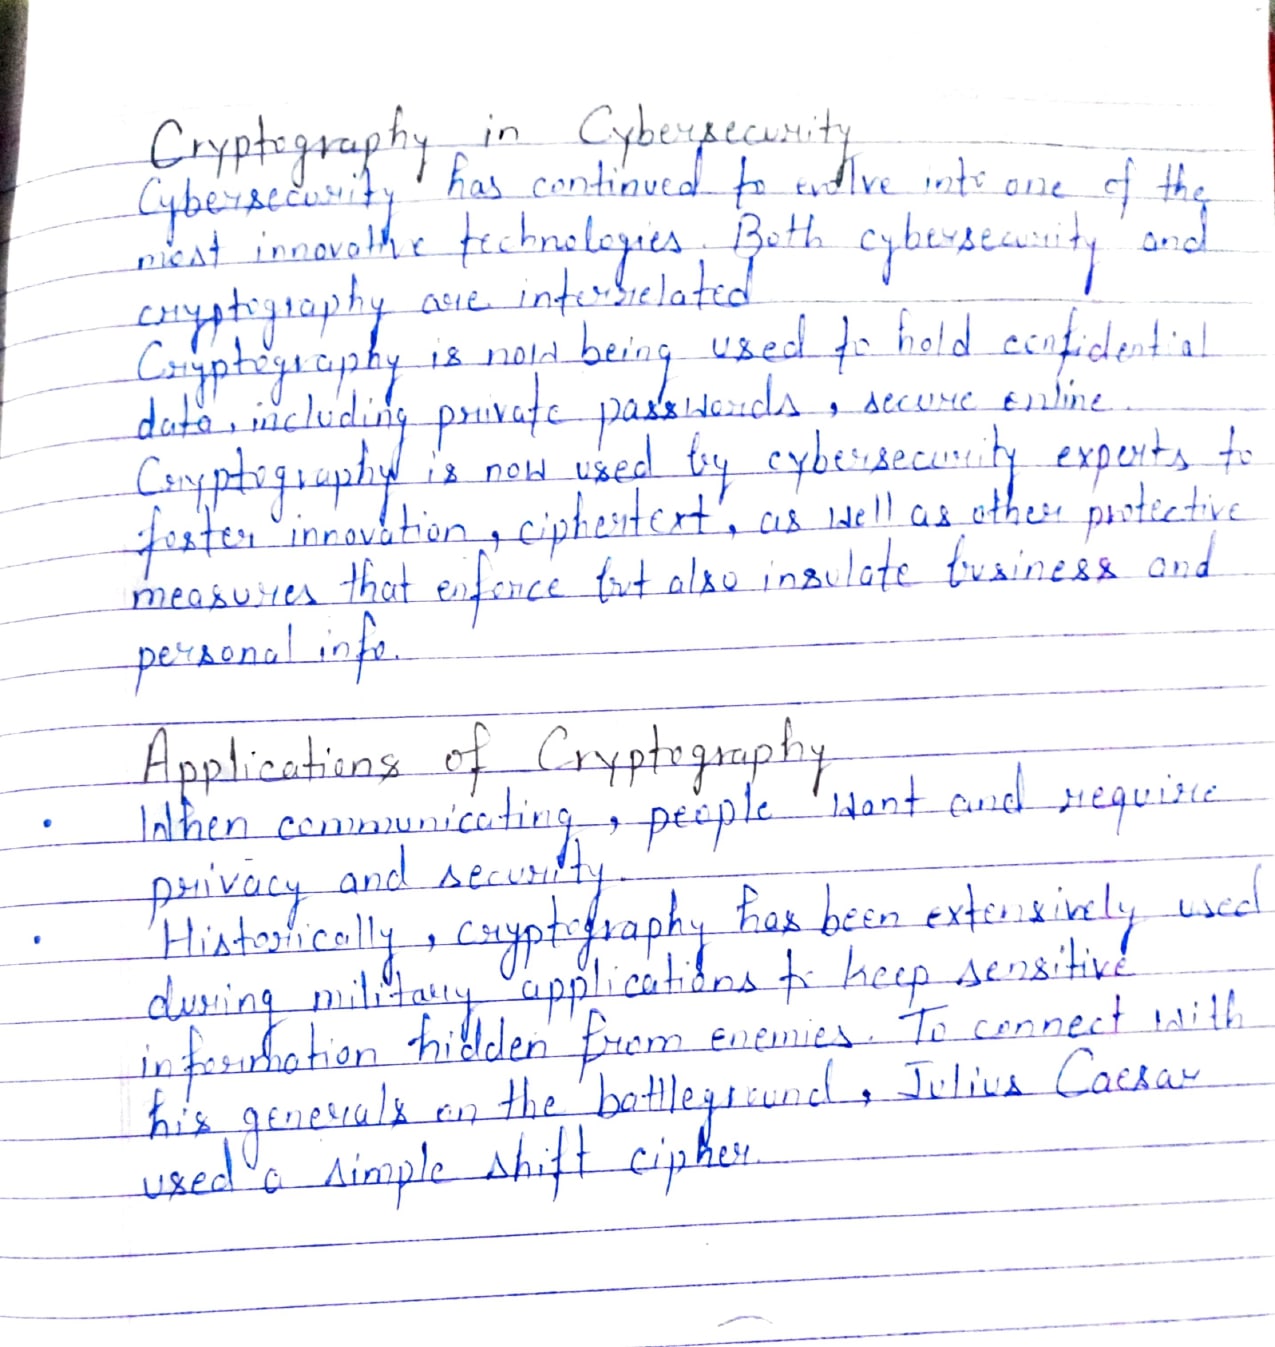 Cryptography in Cybersecurity
Cybersecurity has continued to evolve into one of the
most innovative technologies. Both cybersecurity and
cryptography are interrelated
Cryptography is now being used to hold confidential
data, including private passwords, secure online.
Cryptography is now used by cybersecurity experts to
foster innovation, ciphertext, as well as other protective
measures that enforce but also insulate business and
personal info.
Applications of Cryptography
• When communicating, people want and require
privacy and security.
• Historically, cryptography has been extensively used
during military applications to keep sensitive
information hidden from enemies. To connect with
his generals on the battleground, Julius Caesar
used a simple shift cipher.